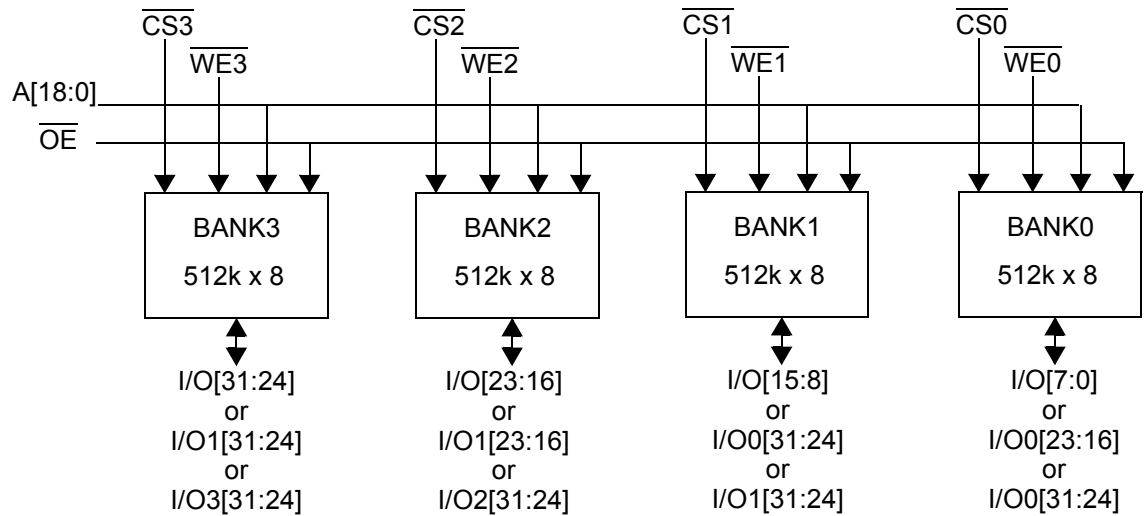 CS3 CS2 CS1 CS0
WE3 WE2 WE1 WE0
A[18:0]
OE
BANK3 BANK2 BANK1 BANK0
512k x 8 512k x 8 512k x 8 512k x 8
I/O[31:24] I/O[23:16] I/O[15:8] I/O[7:0]
or or or or
I/O1[31:24] I/O1[23:16] I/O0[31:24] I/O0[23:16]
or or or or
I/O3[31:24] I/O2[31:24] I/O1[31:24] I/O0[31:24]